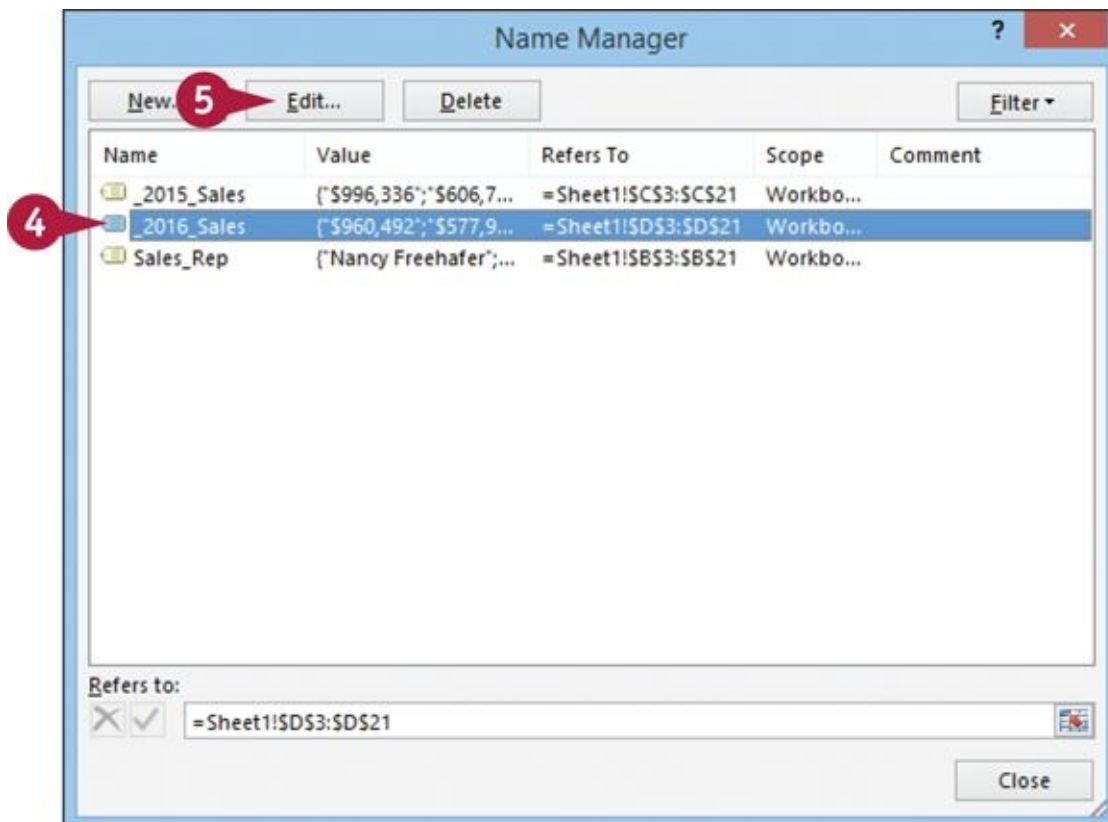 Name Manager ? ×
New. 5 Edit... Delete Filter
Name Value Refers To Scope Comment
_2015_Sales {"$996,336";"$606,7... =Sheet1!$C$3:$C$21 Workbo...
4 _2016_Sales {"$960,492";"$577,9... =Sheet1!$D$3:$D$21 Workbo...
Sales_Rep {"Nancy Freehafer";... =Sheet1!$B$3:$B$21 Workbo...
Refers to:
=Sheet1!$D$3:$D$21
Close